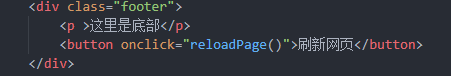 <div class="footer">
<p >这里是底部</p>
<button onclick="reloadPage()">刷新网页</button>
</div>